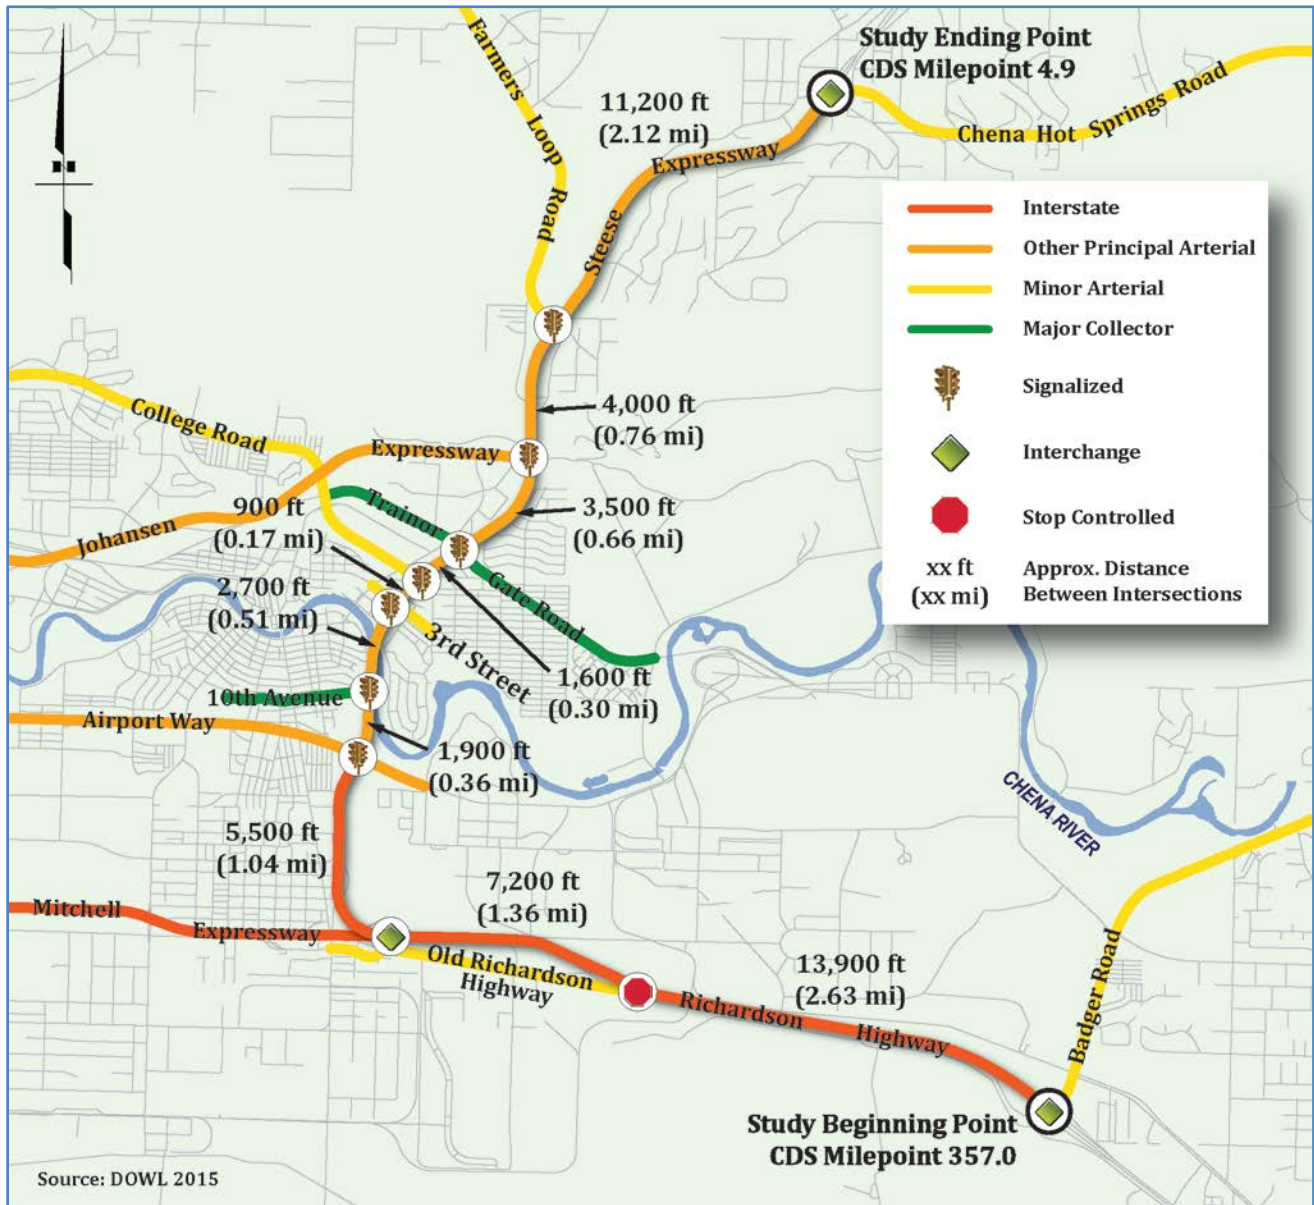 Study Ending Point
CDS Milepoint 4.9
Farmers Loop Road
11,200 ft
(2.12 mi)
Steese Expressway
Chena Hot Springs Road
Interstate
Other Principal Arterial
Minor Arterial
Major Collector
Signalized
Interchange
Stop Controlled
xx ft
(xx mi)
Approx. Distance
Between Intersections
4,000 ft
(0.76 mi)
College Road
Johansen Expressway
900 ft
(0.17 mi)
Trainor Gate Road
3,500 ft
(0.66 mi)
2,700 ft
(0.51 mi)
3rd Street
1,600 ft
(0.30 mi)
10th Avenue
Airport Way
1,900 ft
(0.36 mi)
CHENA RIVER
5,500 ft
(1.04 mi)
7,200 ft
(1.36 mi)
Mitchell Expressway
Old Richardson
Highway
13,900 ft
(2.63 mi)
Richardson Highway
Badger Road
Study Beginning Point
CDS Milepoint 357.0
Source: DOWL 2015